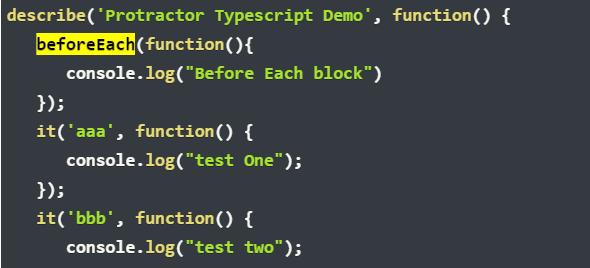 describe('Protractor Typescript Demo', function() {
beforeEach(function(){
console.log("Before Each block")
});
it('aaa', function() {
console.log("test One");
});
it('bbb', function() {
console.log("test two");